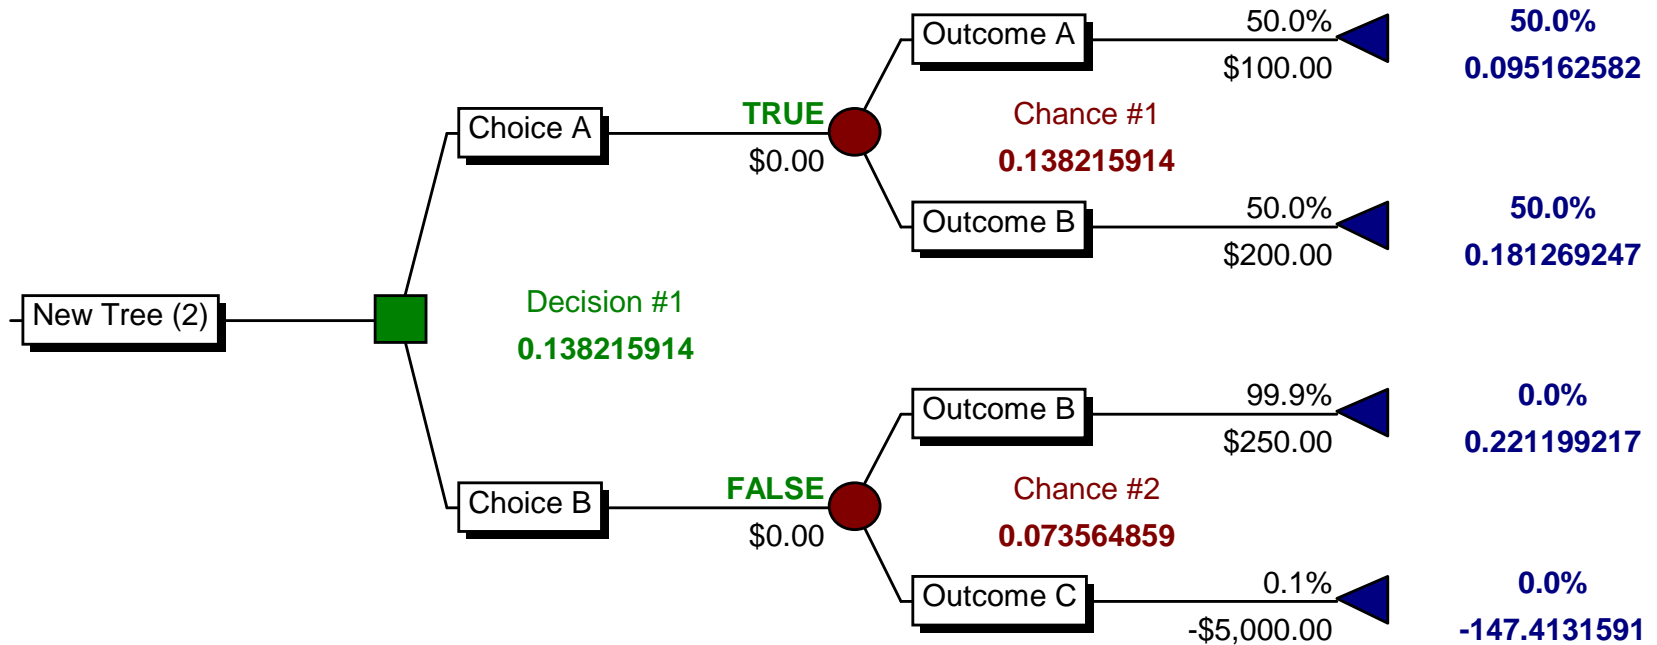 Outcome A
50.0%
$100.00
50.0%
0.095162582
Choice A
TRUE
$0.00
Chance #1
0.138215914
Outcome B
50.0%
$200.00
50.0%
0.181269247
New Tree (2)
Decision #1
0.138215914
Outcome B
99.9%
$250.00
0.0%
0.221199217
Choice B
FALSE
$0.00
Chance #2
0.073564859
Outcome C
0.1%
-$5,000.00
0.0%
-147.4131591